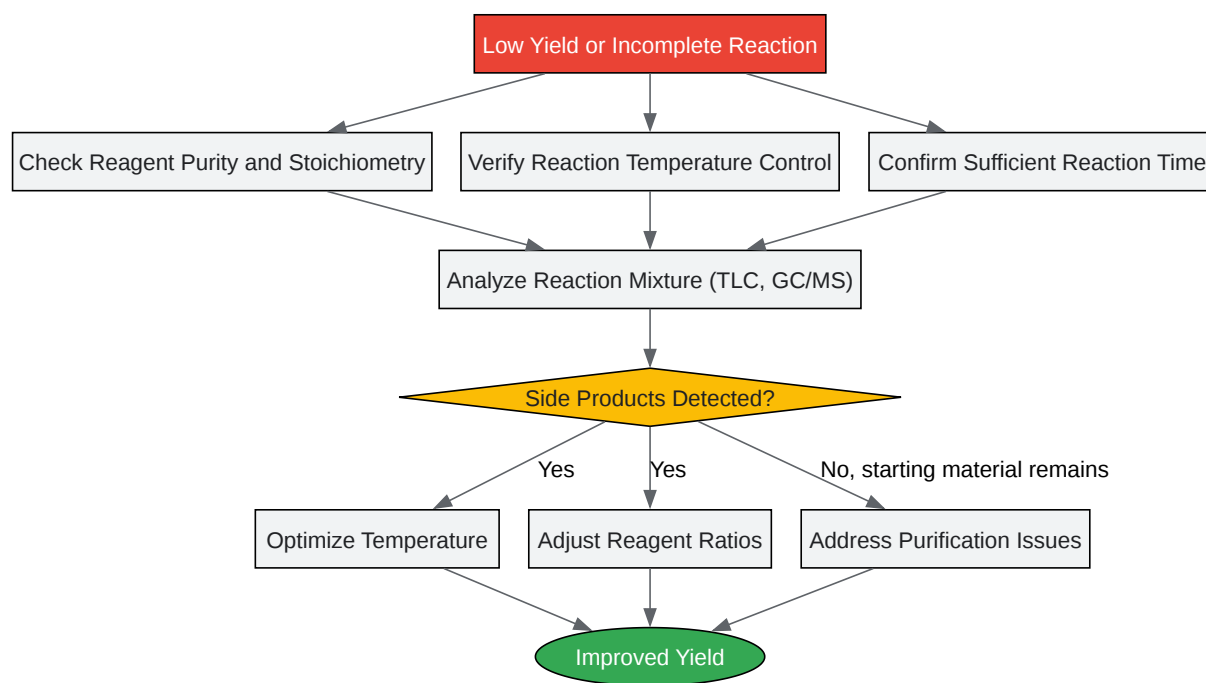 Low Yield or Incomplete Reaction
Check Reagent Purity and Stoichiometry
Verify Reaction Temperature Control
Confirm Sufficient Reaction Time
Analyze Reaction Mixture (TLC, GC/MS)
Side Products Detected?
Yes
Yes
No, starting material remains
Optimize Temperature
Adjust Reagent Ratios
Address Purification Issues
Improved Yield